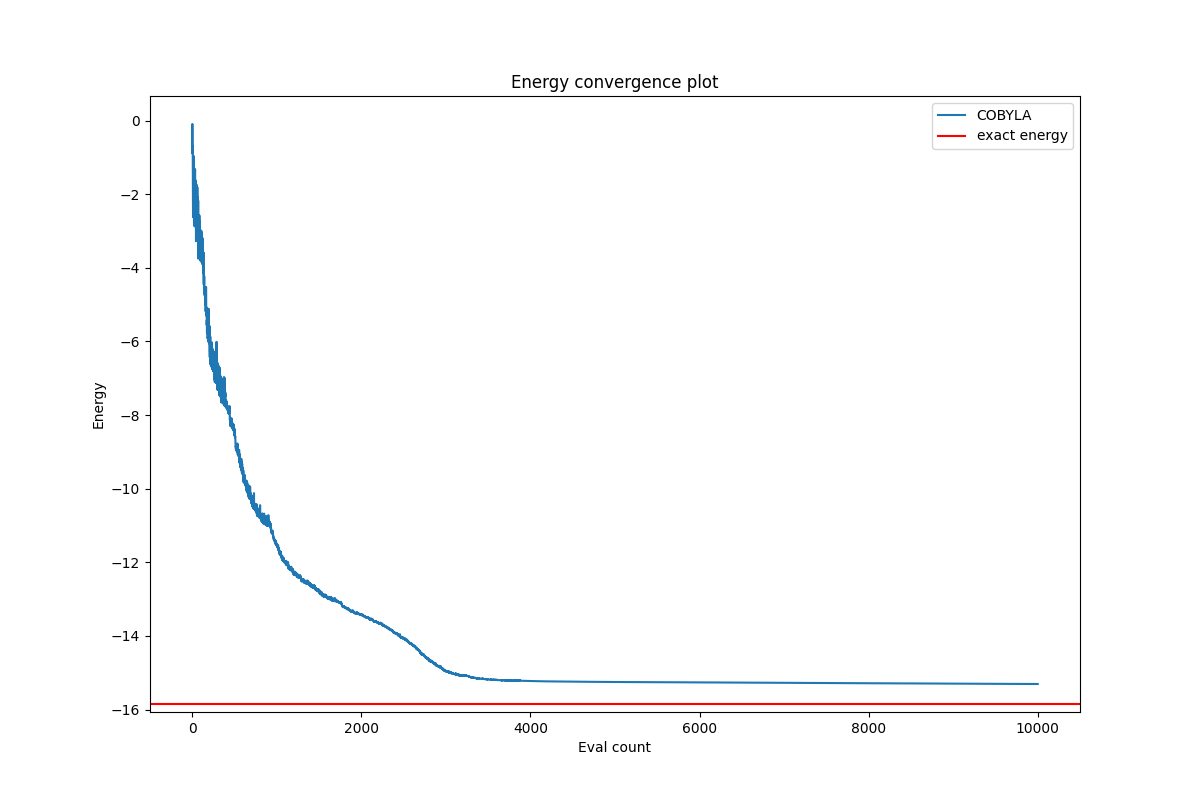 Energy convergence plot
COBYLA
exact energy
0
−2
−4
−6
−8
−10
−12
−14
−16
Energy
0 2000 4000 6000 8000 10000
Eval count